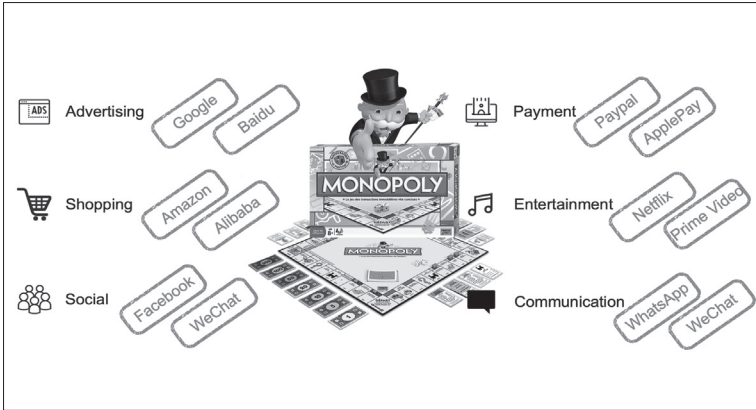 ADS
Advertising
Google
Baidu
Shopping
Amazon
Alibaba
Social
Facebook
WeChat
MONOPOLY
MONOPOLY
Payment
Paypal
ApplePay
Entertainment
Netflix
Prime Video
Communication
WhatsApp
WeChat